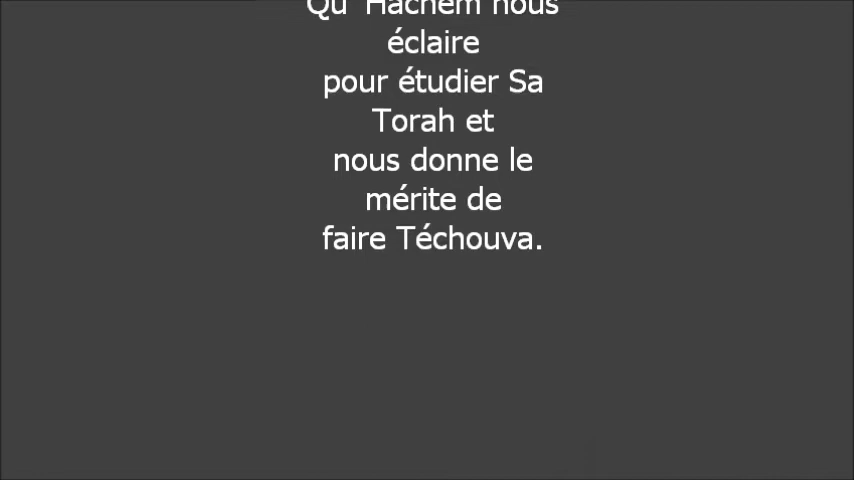 Qu' Hachem nous
éclaire
pour étudier Sa
Torah et
nous donne le
mérite de
faire Téchouva.